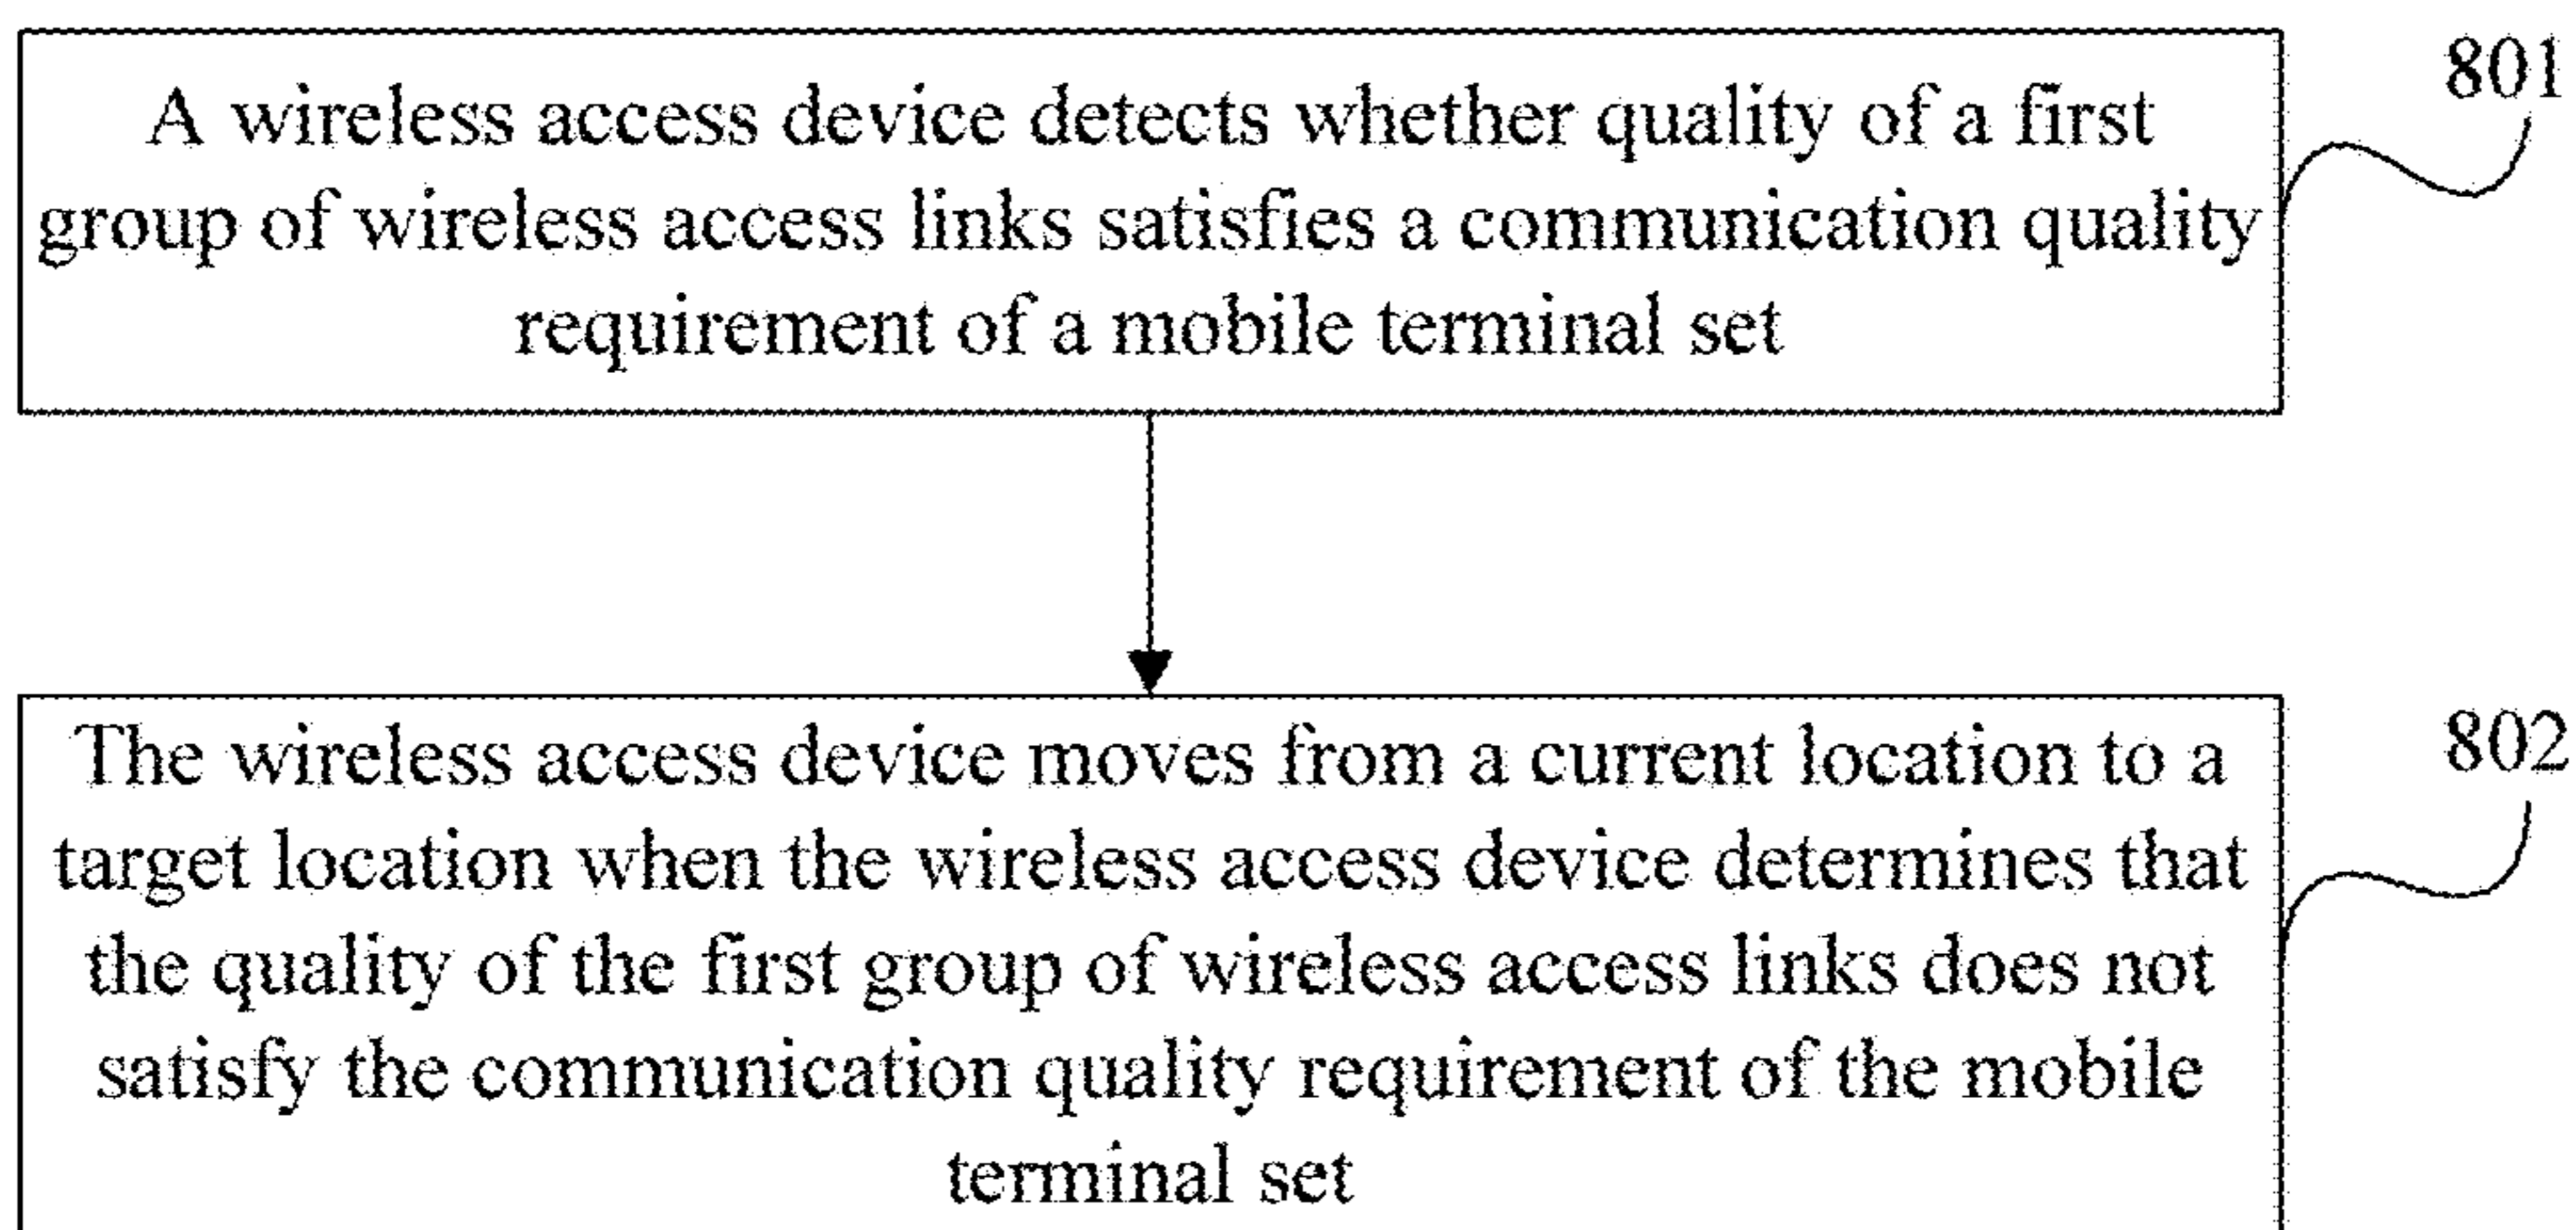 A wireless access device detects whether quality of a first
group of wireless access links satisfies a communication quality
requirement of a mobile terminal set
801
The wireless access device moves from a current location to a
target location when the wireless access device determines that
the quality of the first group of wireless access links does not
satisfy the communication quality requirement of the mobile
terminal set
802